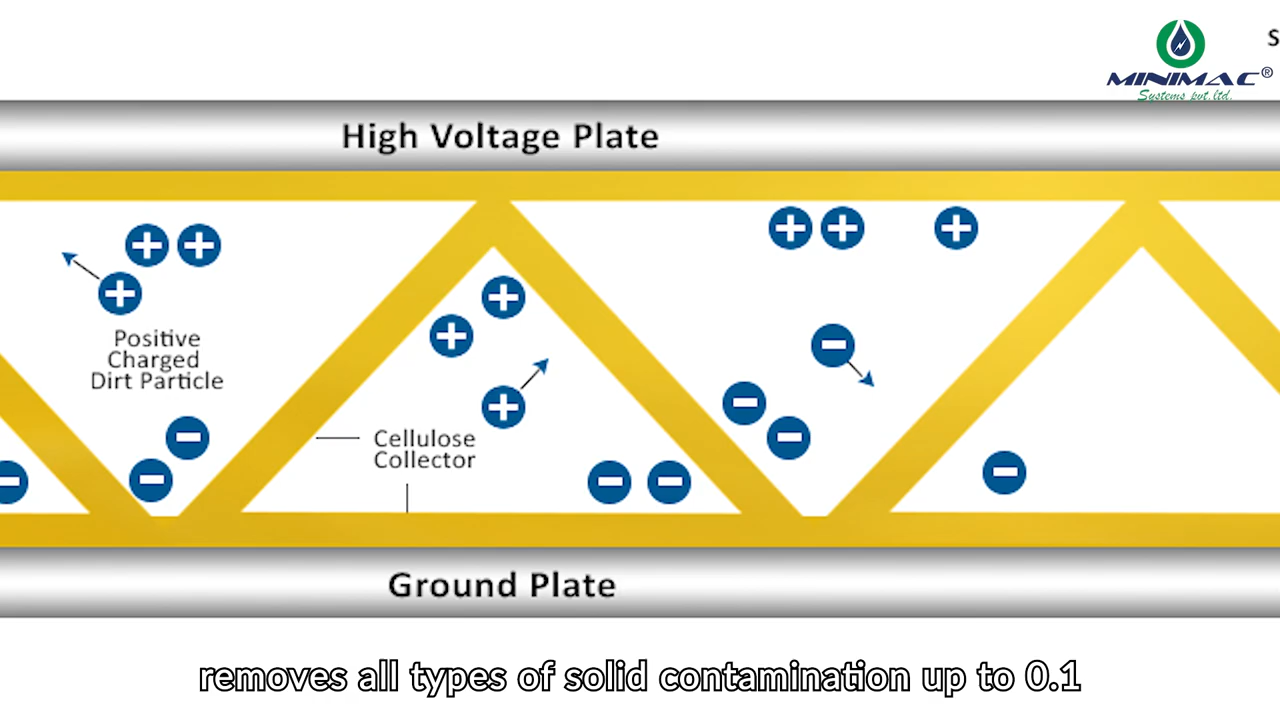 S
MINIMAC®
Systems pvt.ltd.
High Voltage Plate
Positive
Charged
Dirt Particle
Cellulose
Collector
Ground Plate
removes all types of solid contamination up to 0.1